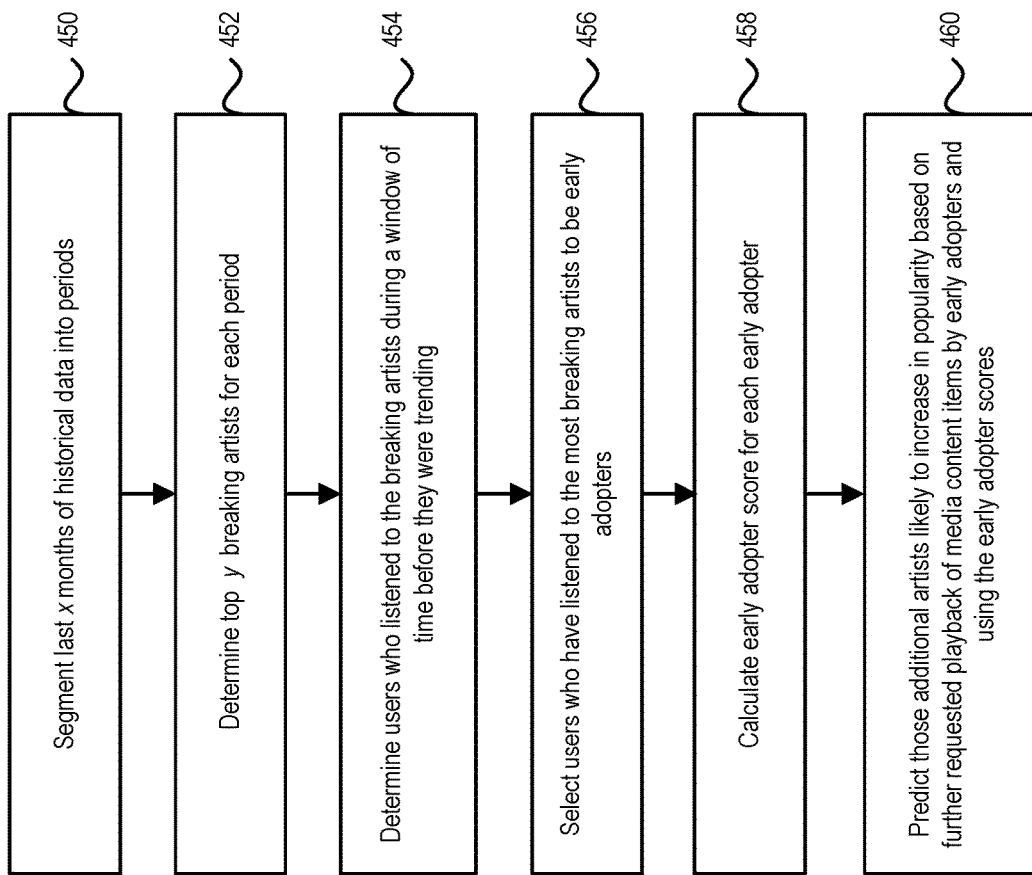 Segment last x months of historical data into periods
450
Determine top y breaking artists for each period
452
Determine users who listened to the breaking artists during a window of
time before they were trending
454
Select users who have listened to the most breaking artists to be early
adopters
456
Calculate early adopter score for each early adopter
458
Predict those additional artists likely to increase in popularity based on
further requested playback of media content items by early adopters and
using the early adopter scores
460